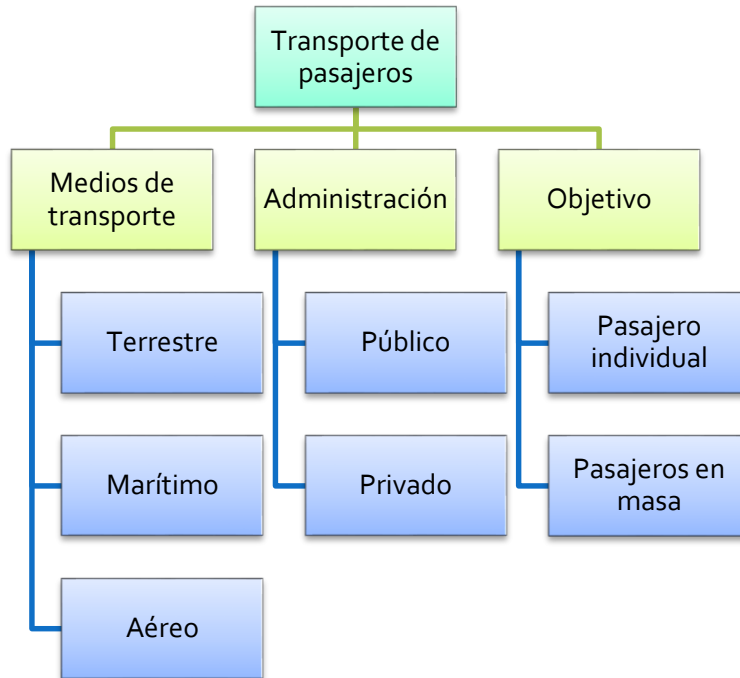 Transporte de
pasajeros
Medios de
transporte
Administración
Objetivo
Terrestre
Público
Pasajero
individual
Marítimo
Privado
Pasajeros en
masa
Aéreo